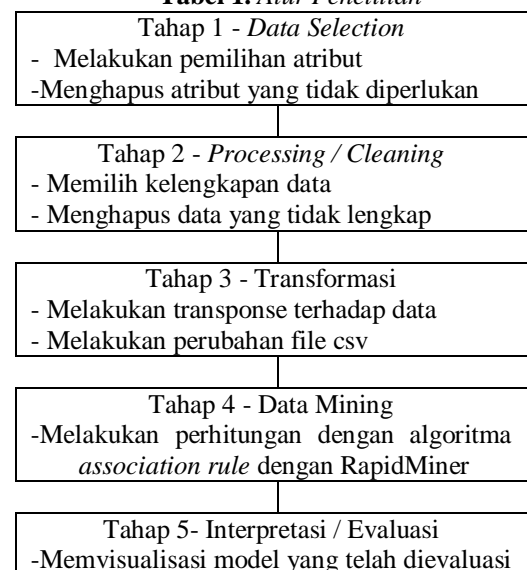 Tabel 1. Alur Penelitian
Tahap 1 - Data Selection
- Melakukan pemilihan atribut
-Menghapus atribut yang tidak diperlukan
Tahap 2 - Processing / Cleaning
- Memilih kelengkapan data
- Menghapus data yang tidak lengkap
Tahap 3 - Transformasi
- Melakukan transponse terhadap data
- Melakukan perubahan file csv
Tahap 4 - Data Mining
-Melakukan perhitungan dengan algoritma
association rule dengan RapidMiner
Tahap 5- Interpretasi / Evaluasi
-Memvisualisasi model yang telah dievaluasi